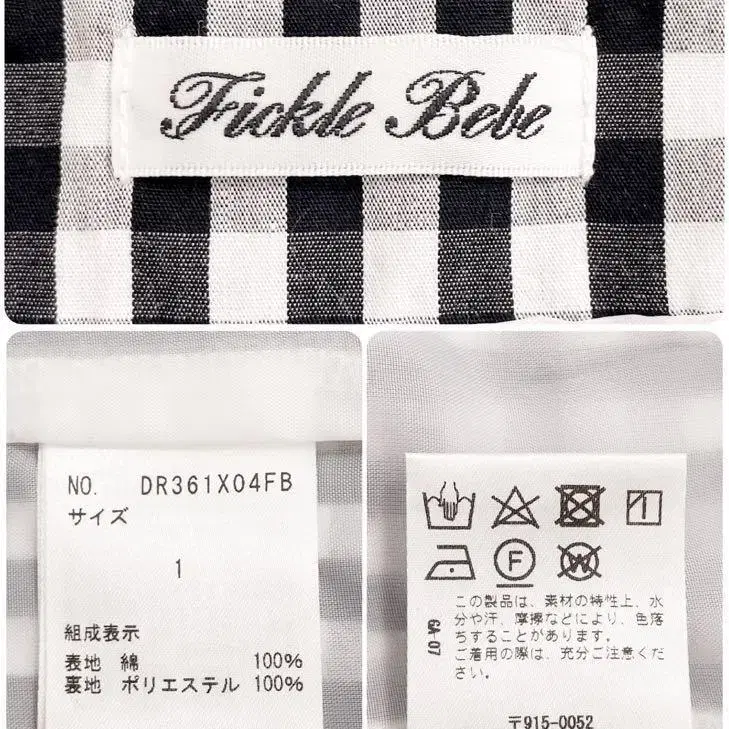 Fickle Bebe
NO. DR361X04FB
サイズ
1
組成表示
表地 綿 100%
裏地 ポリエステル 100%
F
W
この製品は、素材の特性上、水
分や汗、摩擦などにより、色落
ちすることがあります。
ご着用の際は、充分ご注意くだ
さい。
6A-07
〒915-0052